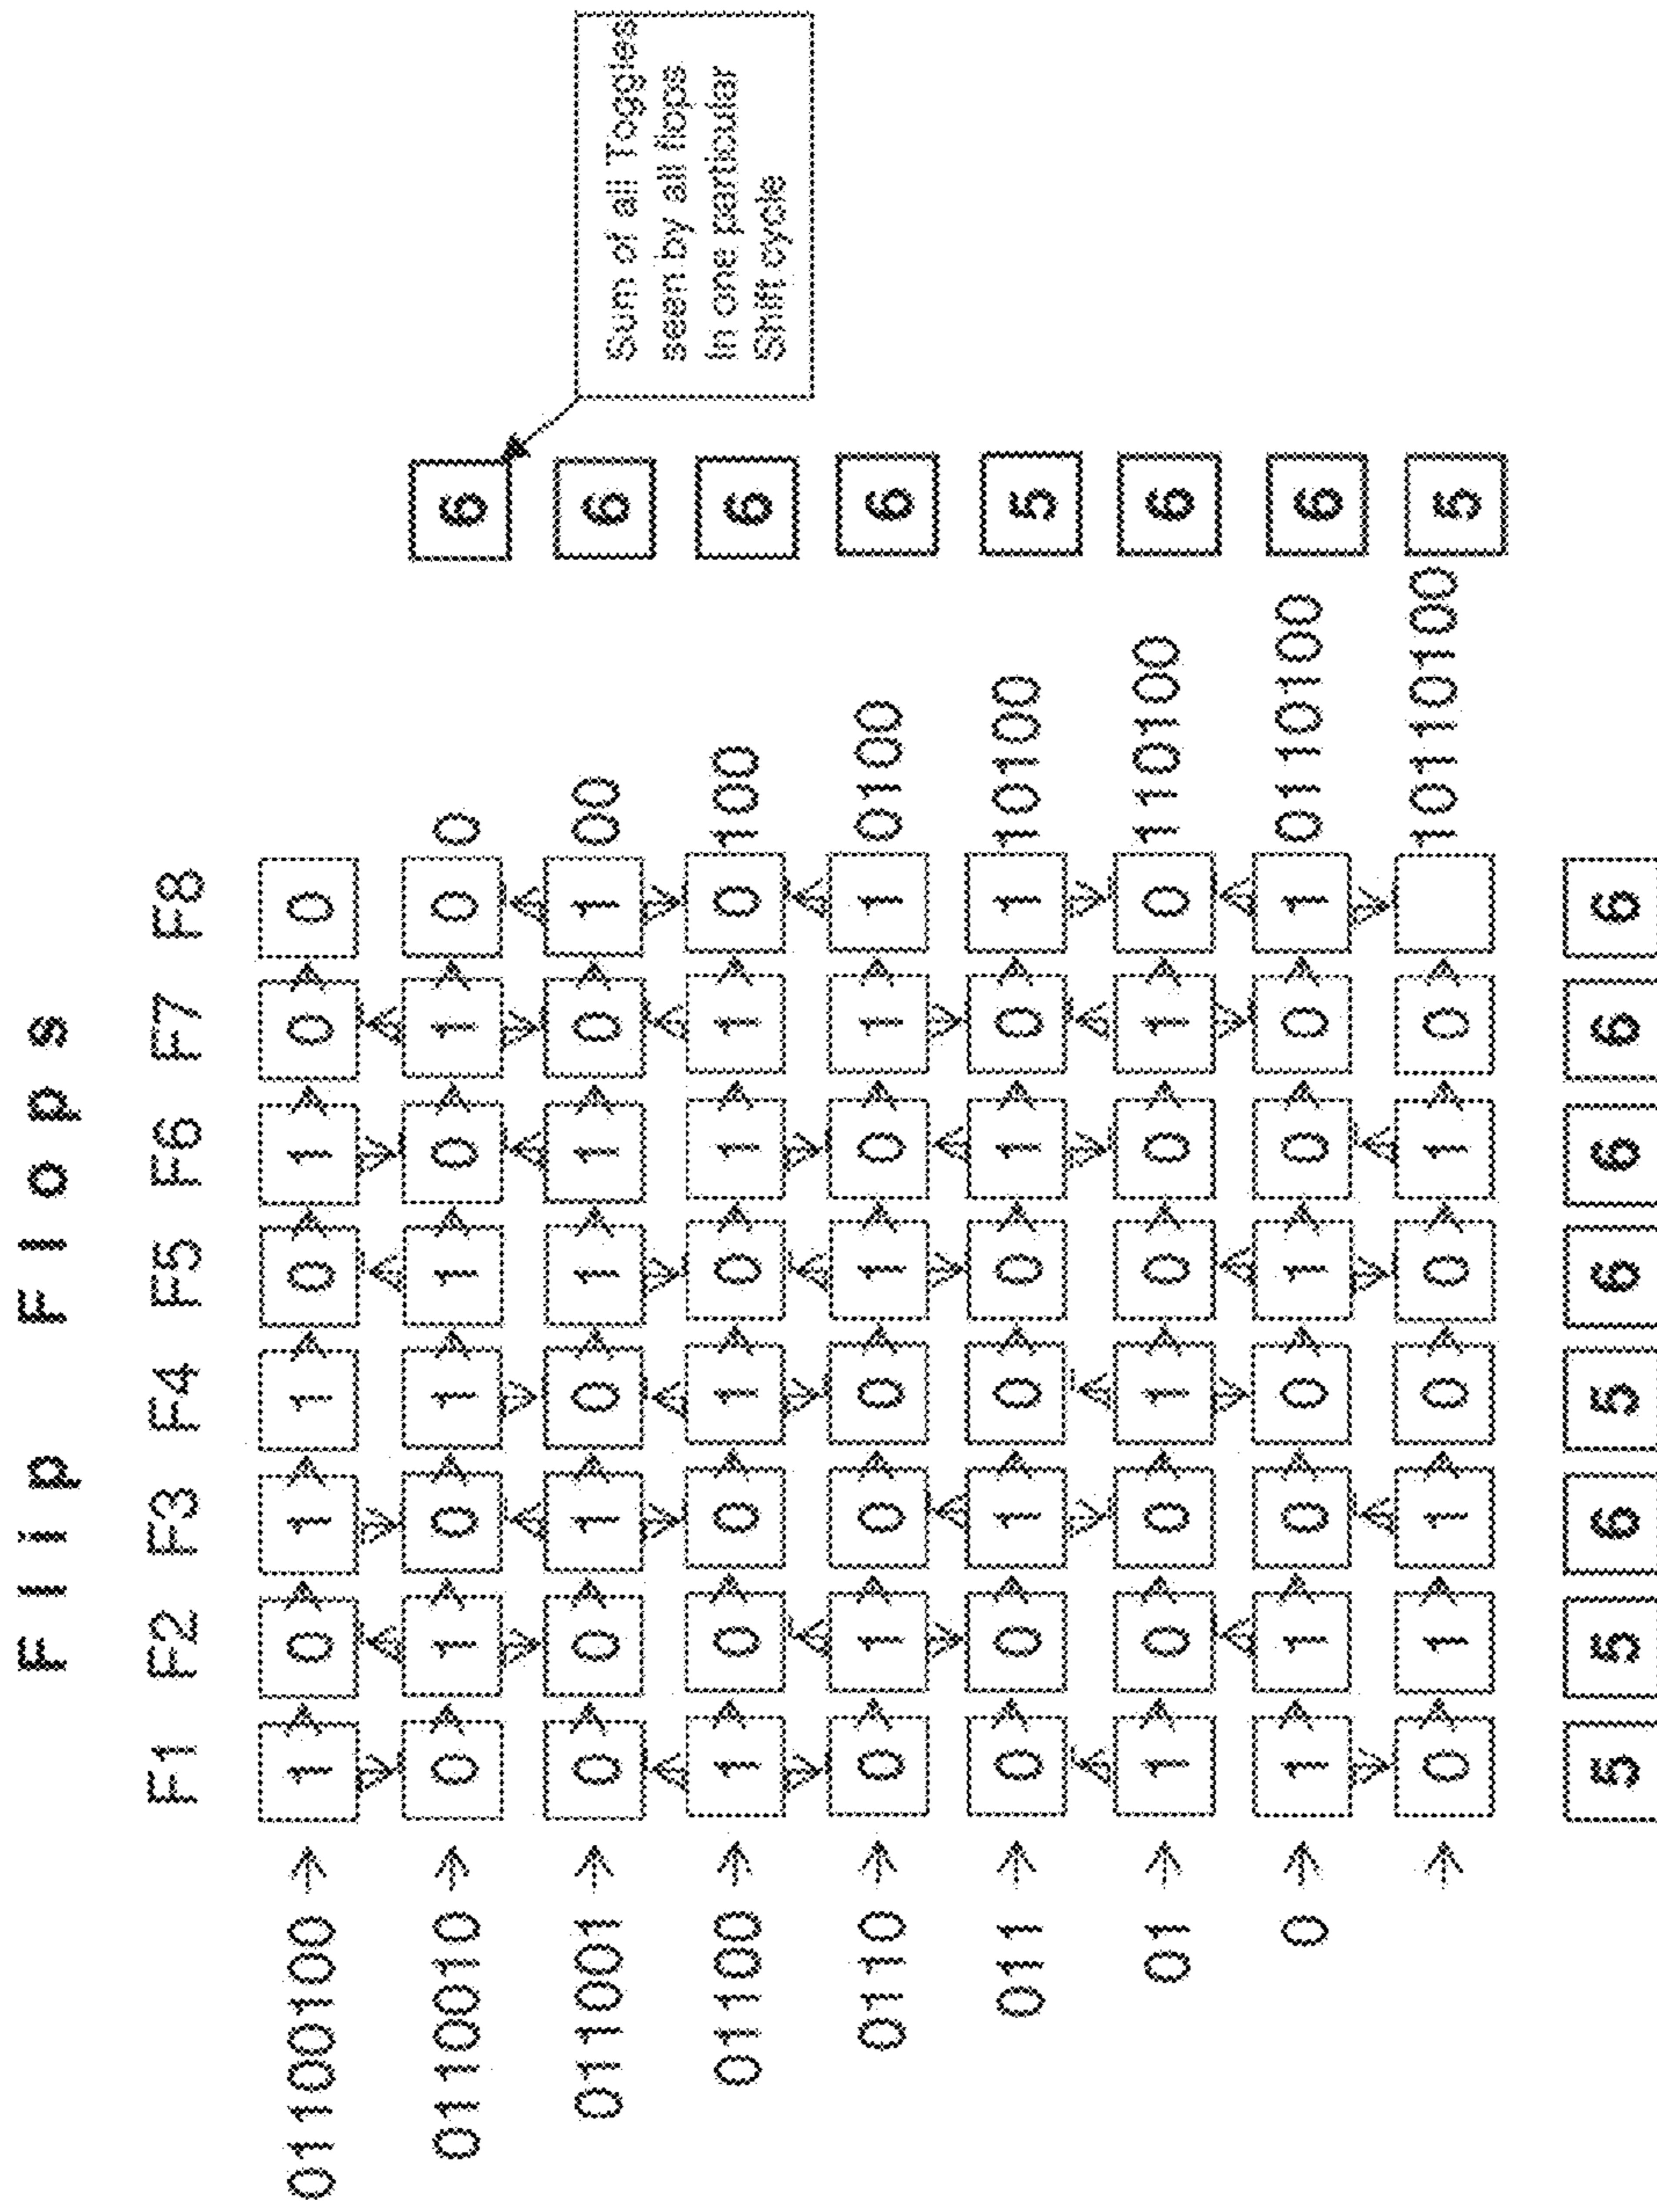 Flip Flops
F1 F2 F3 F4 F5 F6 F7 F8
01100100 1 0 1 1 0 1 0 0
0110010 0 1 0 1 1 0 1 0 0 6
011001 0 0 1 0 1 1 0 1 00 6
01100 1 0 0 1 0 1 1 0 100 6
0110 0 1 0 0 1 0 1 1 0100 6
011 0 0 1 0 0 1 0 1 10100 5
01 1 0 0 1 0 0 1 0 110100 6
0 1 1 0 0 1 0 0 1 0110100 6
0 1 1 0 0 1 0 10110100 5
5 5 6 5 6 6 6 6
Sum of all Toggles
seen by all flops
in one particular
Shift cycle